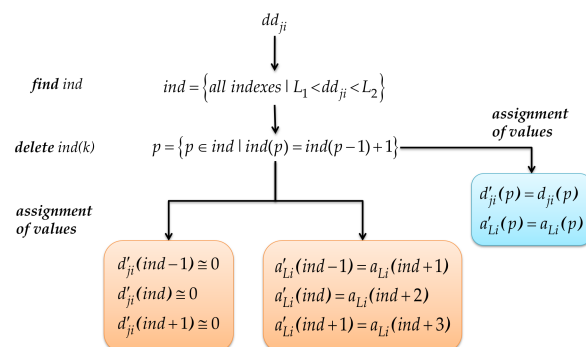 dd_ji
find ind
ind = {all indexes | L_1 < dd_ji < L_2}
delete ind(k)
p = {p ∈ ind | ind(p) = ind(p−1)+1}
assignment
of values
d′_ji(p) = d_ji(p)
a′_Li(p) = a_Li(p)
assignment
of values
d′_ji(ind−1) ≅ 0
d′_ji(ind) ≅ 0
d′_ji(ind+1) ≅ 0
a′_Li(ind−1) = a_Li(ind+1)
a′_Li(ind) = a_Li(ind+2)
a′_Li(ind+1) = a_Li(ind+3)